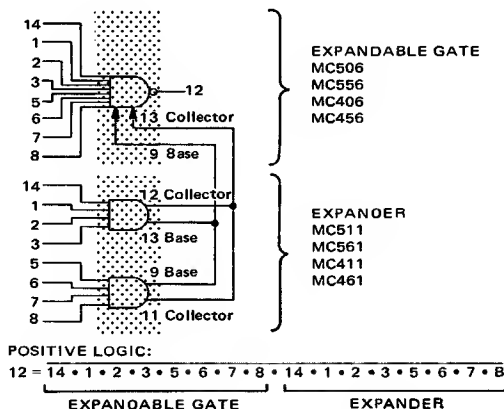 14
1
2
3
5
6
7
8
12
13 Collector
9 Base
EXPANDABLE GATE
MC506
MC556
MC406
MC456
14
1
2
3
12 Collector
13 Base
5
6
7
8
9 Base
11 Collector
EXPANDER
MC511
MC561
MC411
MC461
POSITIVE LOGIC:
12 = 14 • 1 • 2 • 3 • 5 • 6 • 7 • 8 • 14 • 1 • 2 • 3 • 5 • 6 • 7 • 8
EXPANDABLE GATE EXPANDER